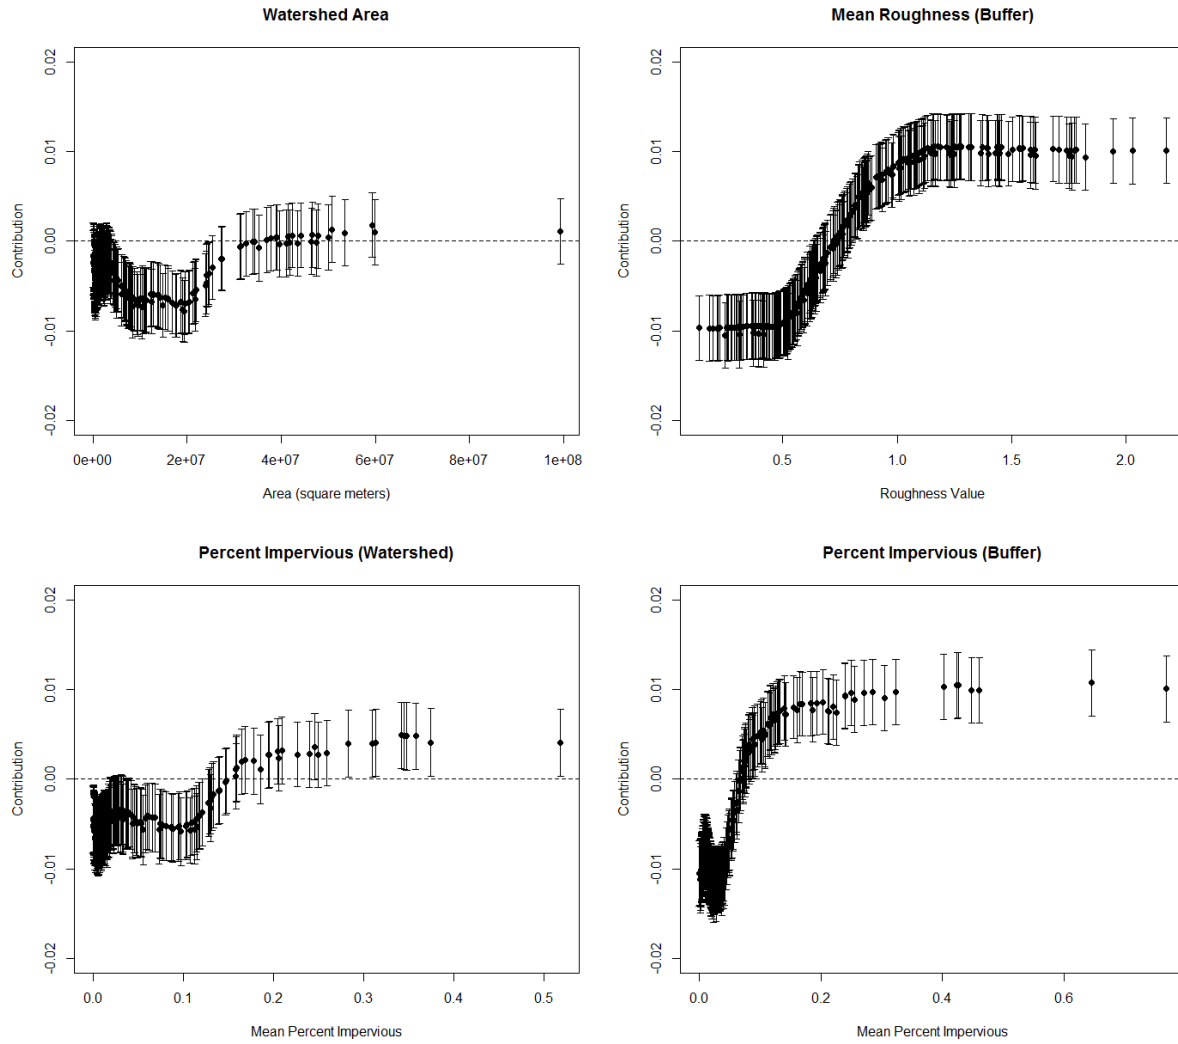 Watershed Area
Contribution
0.02
0.01
0.00
-0.01
-0.02
0e+00 2e+07 4e+07 6e+07 8e+07 1e+08
Area (square meters)
Mean Roughness (Buffer)
Contribution
0.02
0.01
0.00
-0.01
-0.02
0.5 1.0 1.5 2.0
Roughness Value
Percent Impervious (Watershed)
Contribution
0.02
0.01
0.00
-0.01
-0.02
0.0 0.1 0.2 0.3 0.4 0.5
Mean Percent Impervious
Percent Impervious (Buffer)
Contribution
0.02
0.01
0.00
-0.01
-0.02
0.0 0.2 0.4 0.6
Mean Percent Impervious